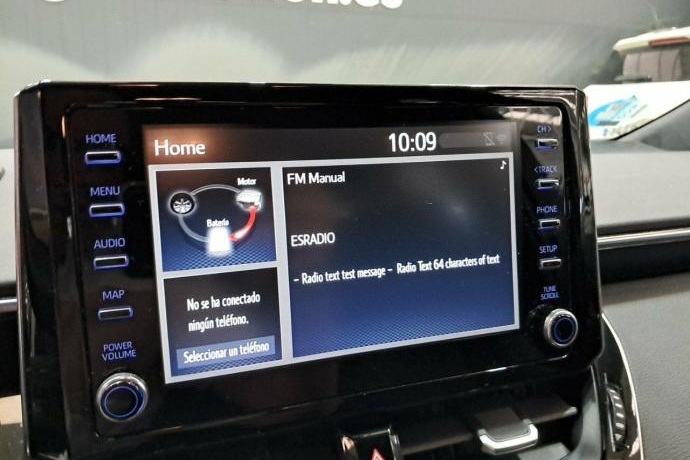 HOME
MENU
AUDIO
MAP
POWER
VOLUME
Home
10:09
Motor
Batería
No se ha conectado
ningún teléfono.
Seleccionar un teléfono
FM Manual
ESRADIO
- Radio text test message - Radio Text 64 characters of text
CH >
< TRACK
PHONE
SETUP
TUNE
SCROLL